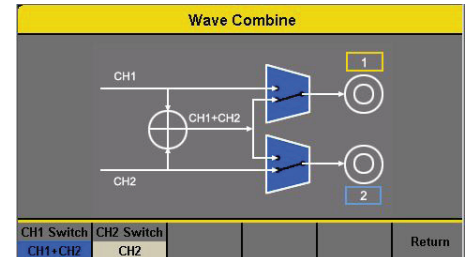 Wave Combine
1
CH1
CH1+CH2
CH2
2
CH1 Switch CH2 Switch
CH1+CH2 CH2 Return